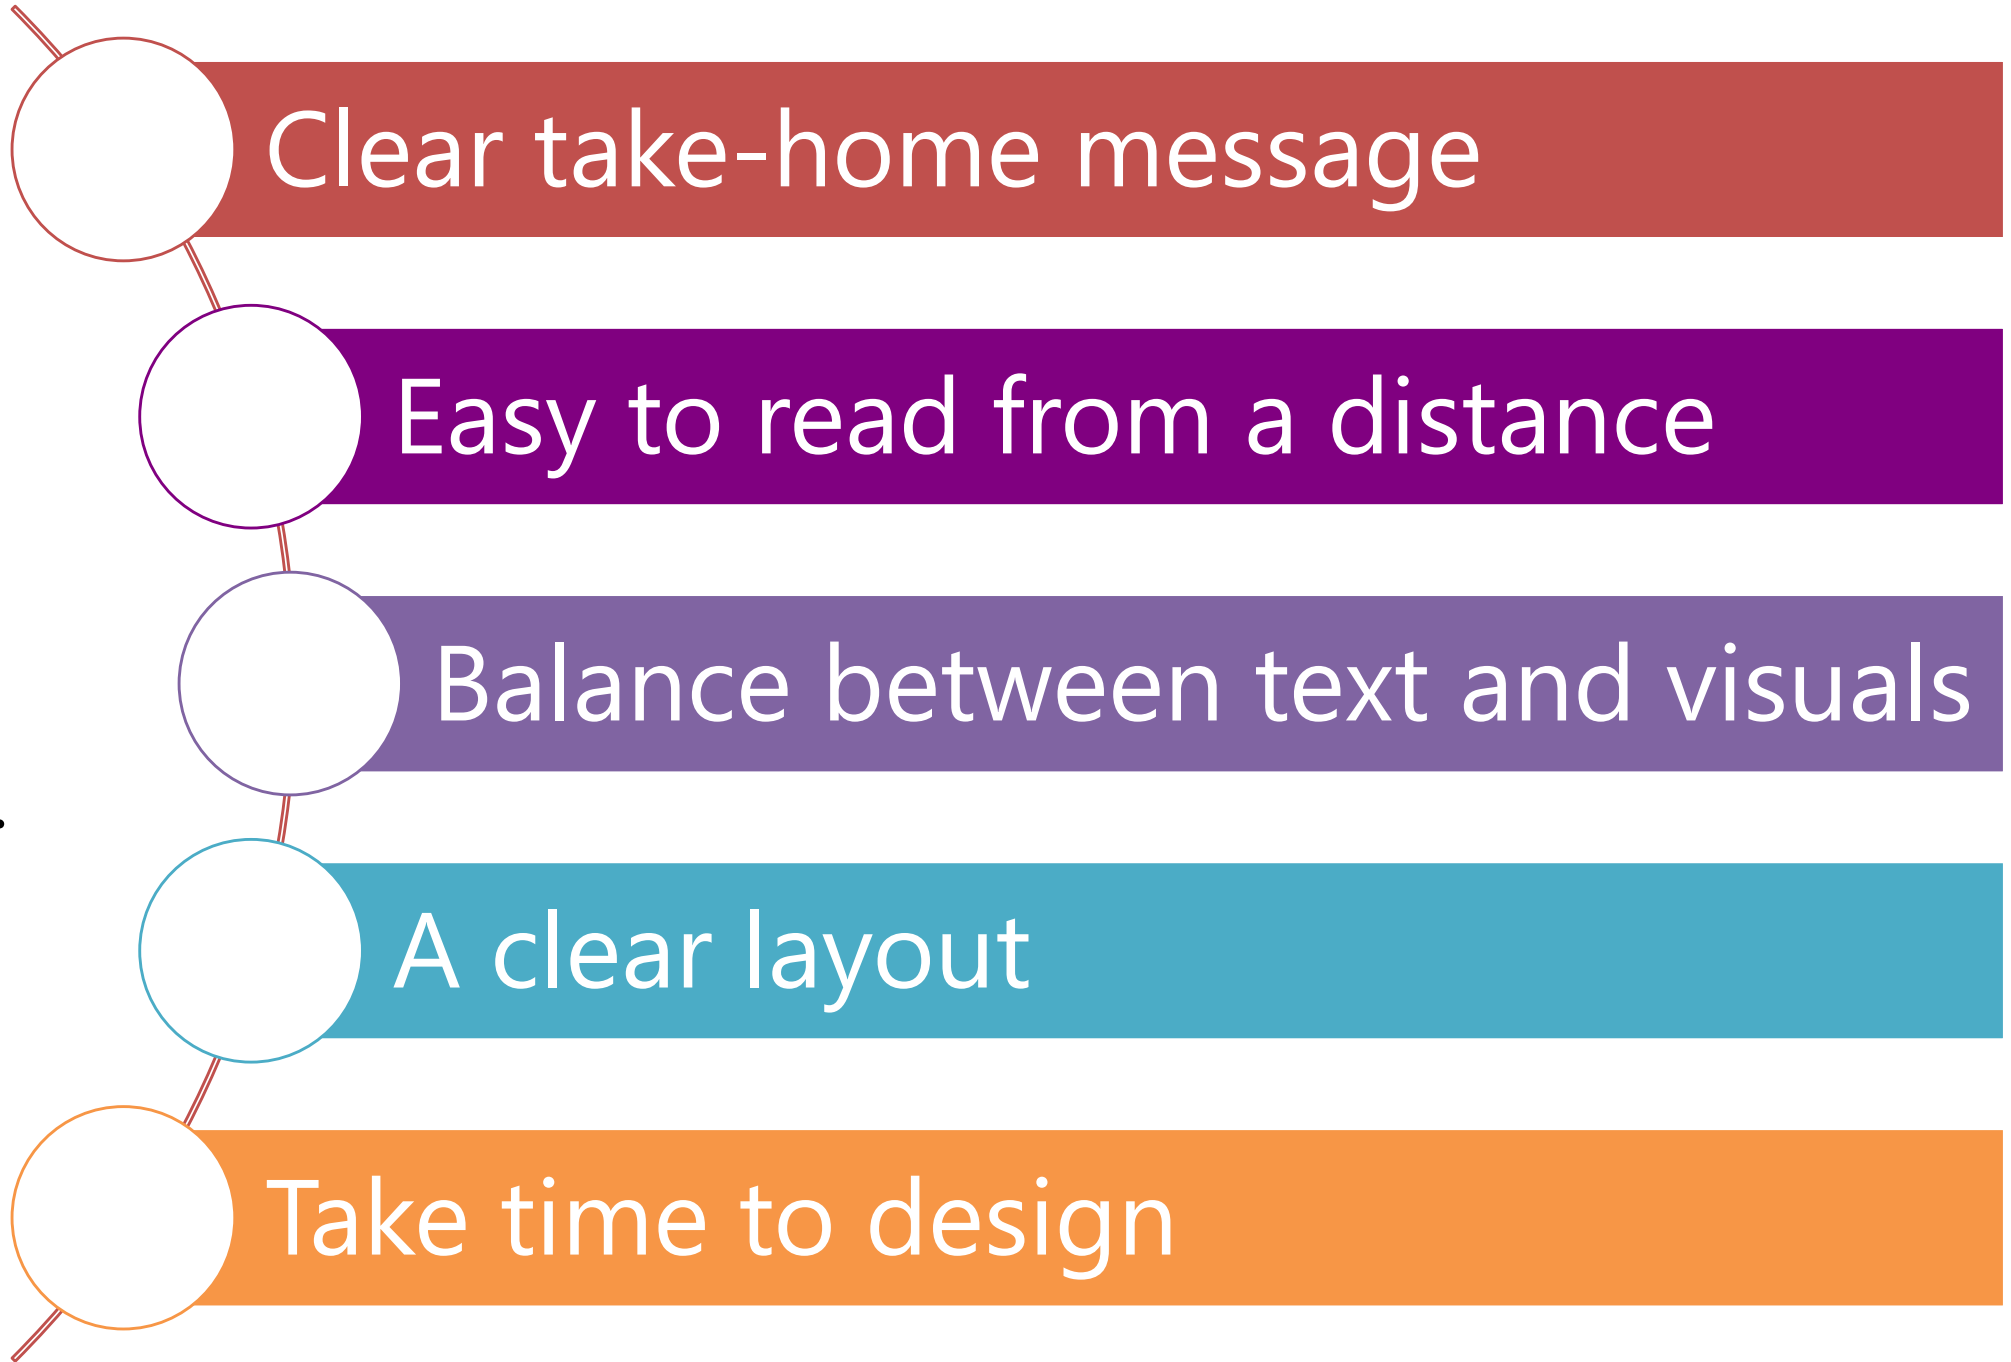 Clear take-home message
Easy to read from a distance
Balance between text and visuals
A clear layout
Take time to design